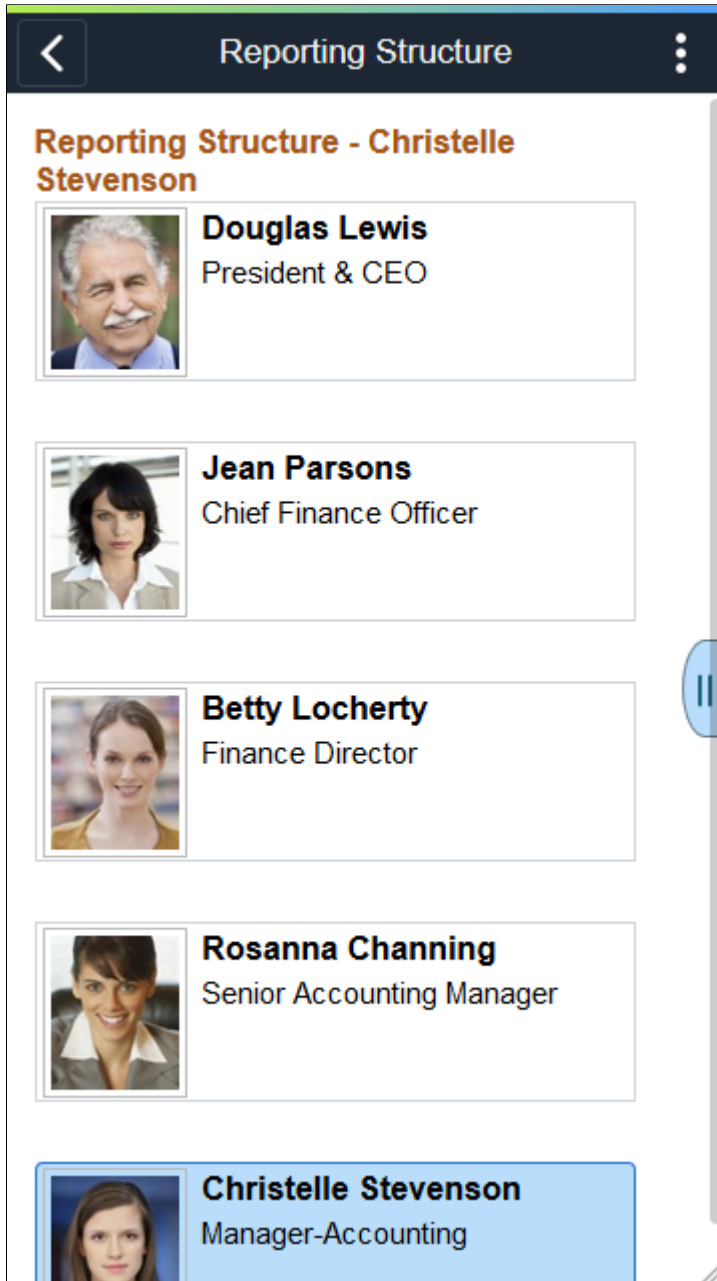 Reporting Structure
Reporting Structure - Christelle
Stevenson
Douglas Lewis
President & CEO
Jean Parsons
Chief Finance Officer
Betty Locherty
Finance Director
Rosanna Channing
Senior Accounting Manager
Christelle Stevenson
Manager-Accounting